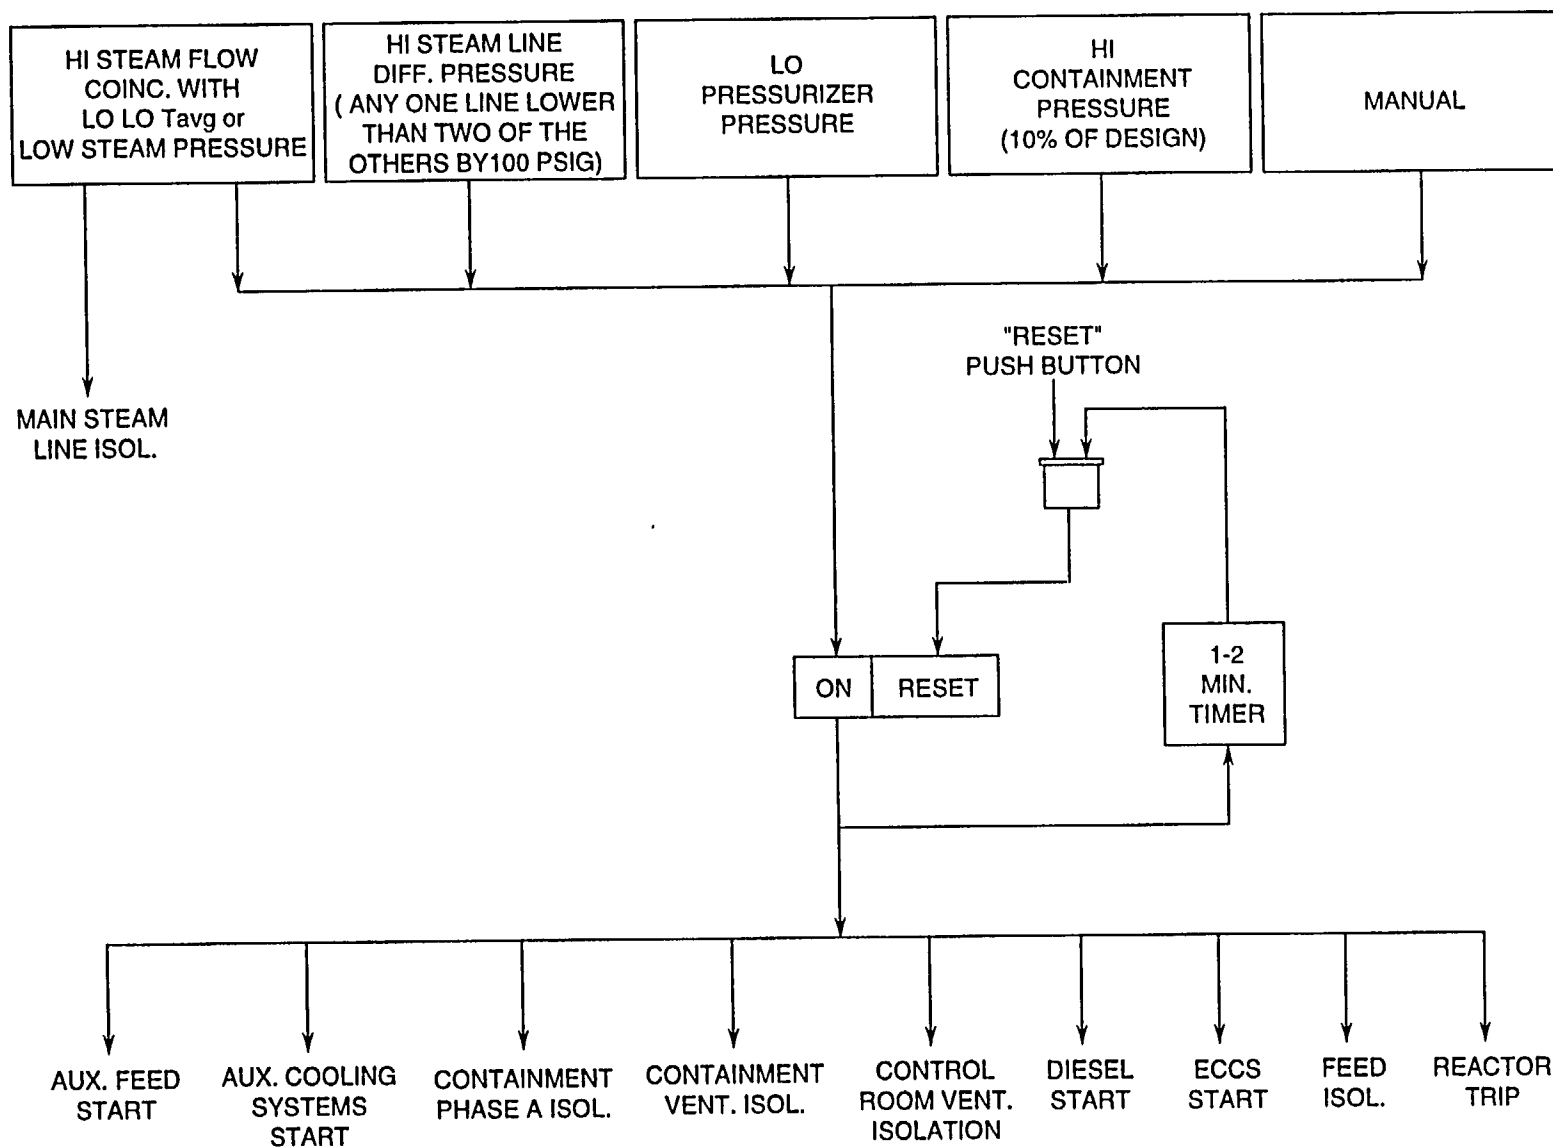 HI STEAM FLOW
COINC. WITH
LO LO Tavg or
LOW STEAM PRESSURE
HI STEAM LINE
DIFF. PRESSURE
( ANY ONE LINE LOWER
THAN TWO OF THE
OTHERS BY100 PSIG)
LO
PRESSURIZER
PRESSURE
HI
CONTAINMENT
PRESSURE
(10% OF DESIGN)
MANUAL
MAIN STEAM
LINE ISOL.
"RESET"
PUSH BUTTON
ON
RESET
1-2
MIN.
TIMER
AUX. FEED
START
AUX. COOLING
SYSTEMS
START
CONTAINMENT
PHASE A ISOL.
CONTAINMENT
VENT. ISOL.
CONTROL
ROOM VENT.
ISOLATION
DIESEL
START
ECCS
START
FEED
ISOL.
REACTOR
TRIP